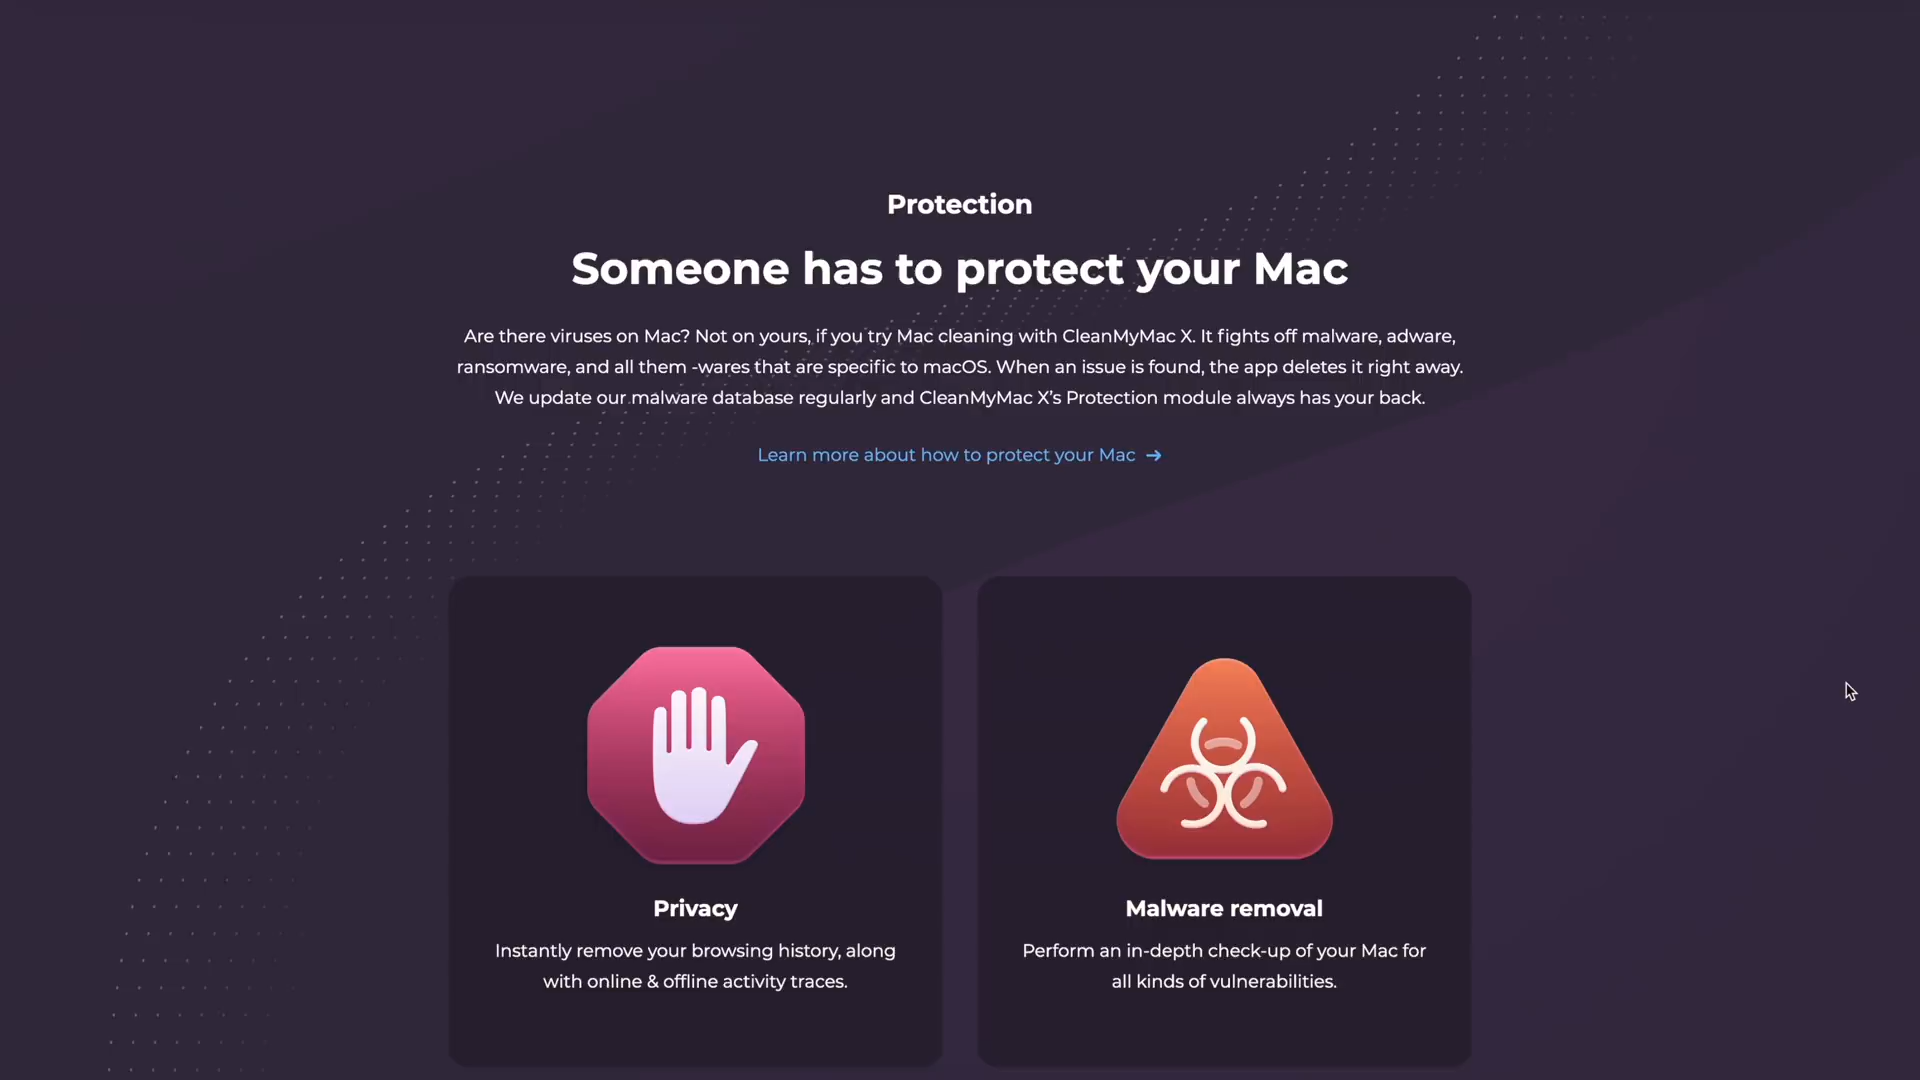 Protection
Someone has to protect your Mac
Are there viruses on Mac? Not on yours, if you try Mac cleaning with CleanMyMac X. It fights off malware, adware,
ransomware, and all them -wares that are specific to macOS. When an issue is found, the app deletes it right away.
We update our malware database regularly and CleanMyMac X’s Protection module always has your back.
Learn more about how to protect your Mac →
Privacy
Instantly remove your browsing history, along
with online & offline activity traces.
Malware removal
Perform an in-depth check-up of your Mac for
all kinds of vulnerabilities.